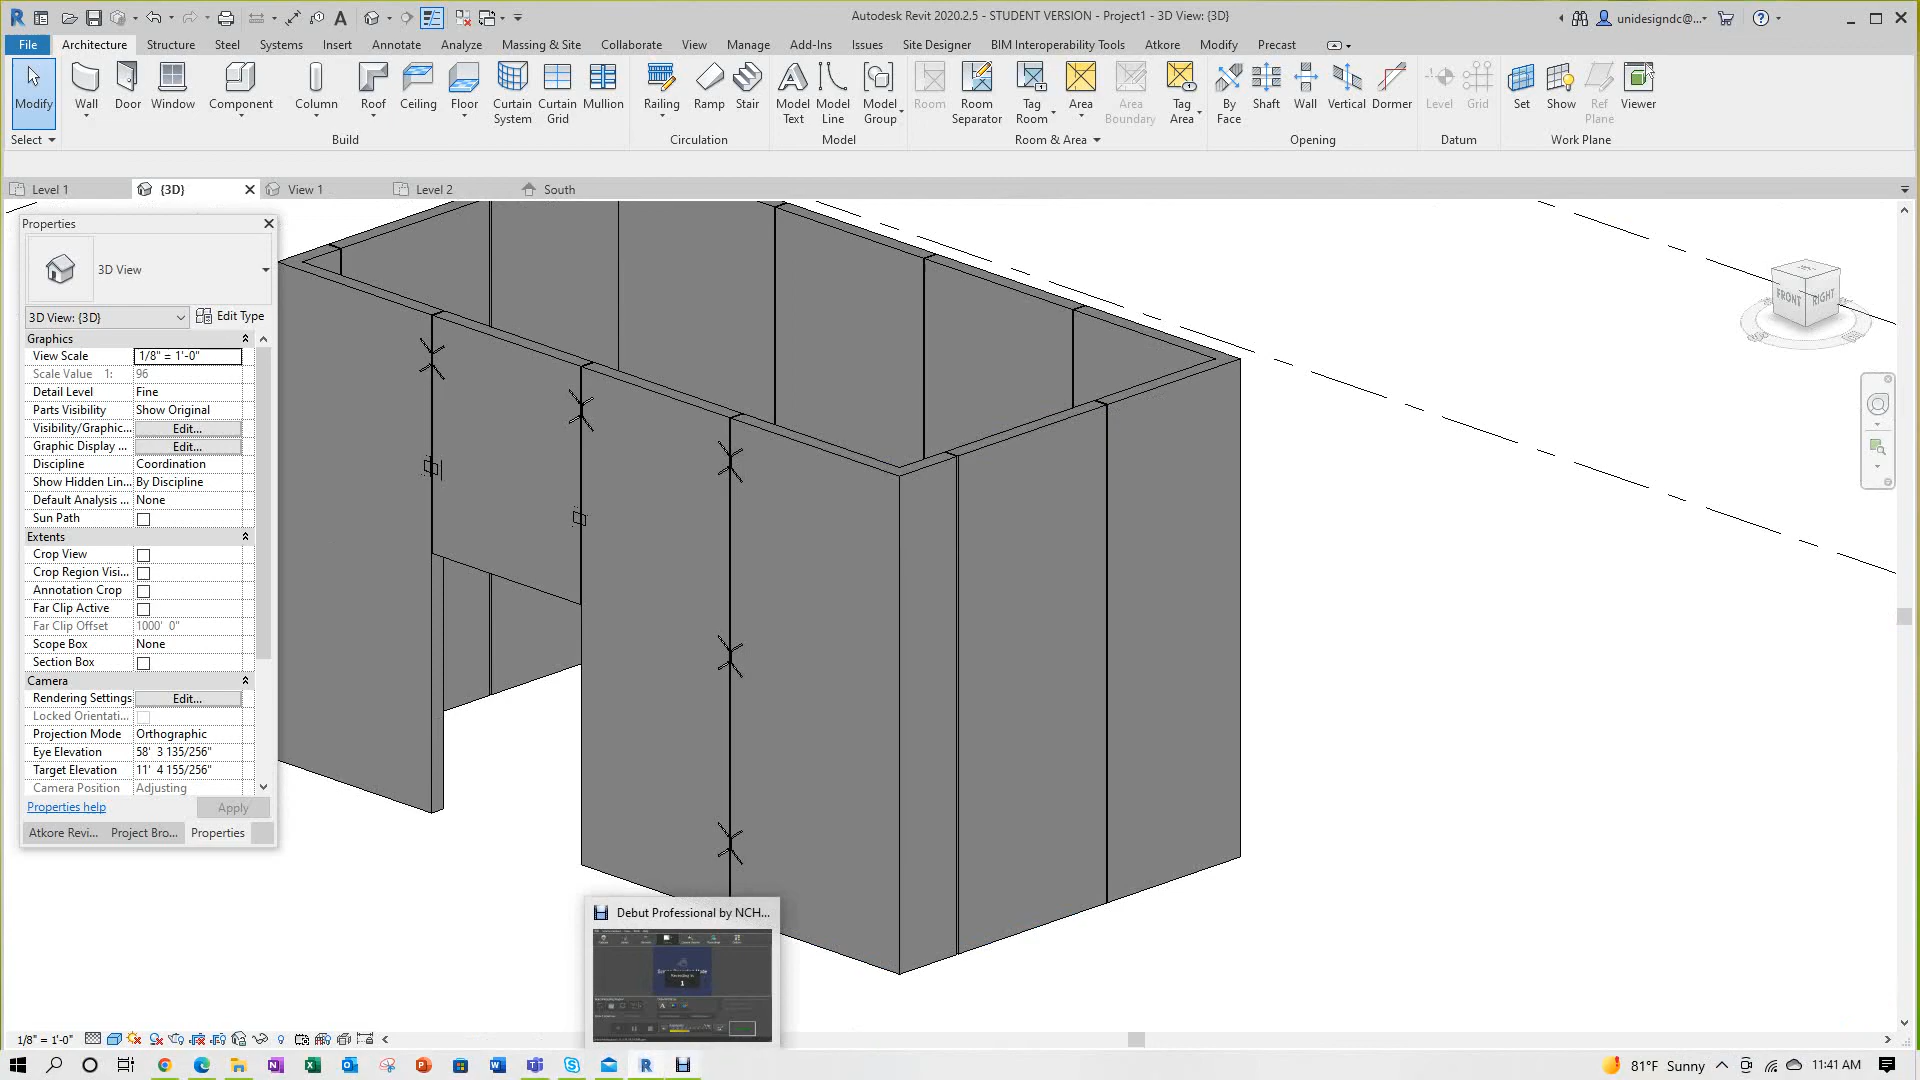 Autodesk Revit 2020.2.5 - STUDENT VERSION - Project1 - 3D View: {3D}
unidesigndc@...
File Architecture Structure Steel Systems Insert Annotate Analyze Massing & Site Collaborate View Manage Add-Ins Issues Site Designer BIM Interoperability Tools Atkore Modify Precast
Modify Wall Door Window Component Column Roof Ceiling Floor Curtain System Curtain Grid Mullion Railing Ramp Stair Model Text Model Line Model Group Room Room Separator Tag Room Area Area Boundary Tag Area By Face Shaft Wall Vertical Dormer Level Grid Set Show Ref Plane Viewer
Select Build Circulation Model Room & Area Opening Datum Work Plane
Level 1 {3D} View 1 Level 2 South
Properties
3D View
3D View: {3D} Edit Type
Graphics
View Scale 1/8" = 1'-0"
Scale Value 1: 96
Detail Level Fine
Parts Visibility Show Original
Visibility/Graphic... Edit...
Graphic Display ... Edit...
Discipline Coordination
Show Hidden Lin... By Discipline
Default Analysis ... None
Sun Path
Extents
Crop View
Crop Region Visi...
Annotation Crop
Far Clip Active
Far Clip Offset 1000' 0"
Scope Box None
Section Box
Camera
Rendering Settings Edit...
Locked Orientati...
Projection Mode Orthographic
Eye Elevation 58' 3 135/256"
Target Elevation 11' 4 155/256"
Camera Position Adjusting
Properties help Apply
Atkore Revi... Project Bro... Properties
FRONT RIGHT
Debut Professional by NCH...
1/8" = 1'-0"
81°F Sunny 11:41 AM